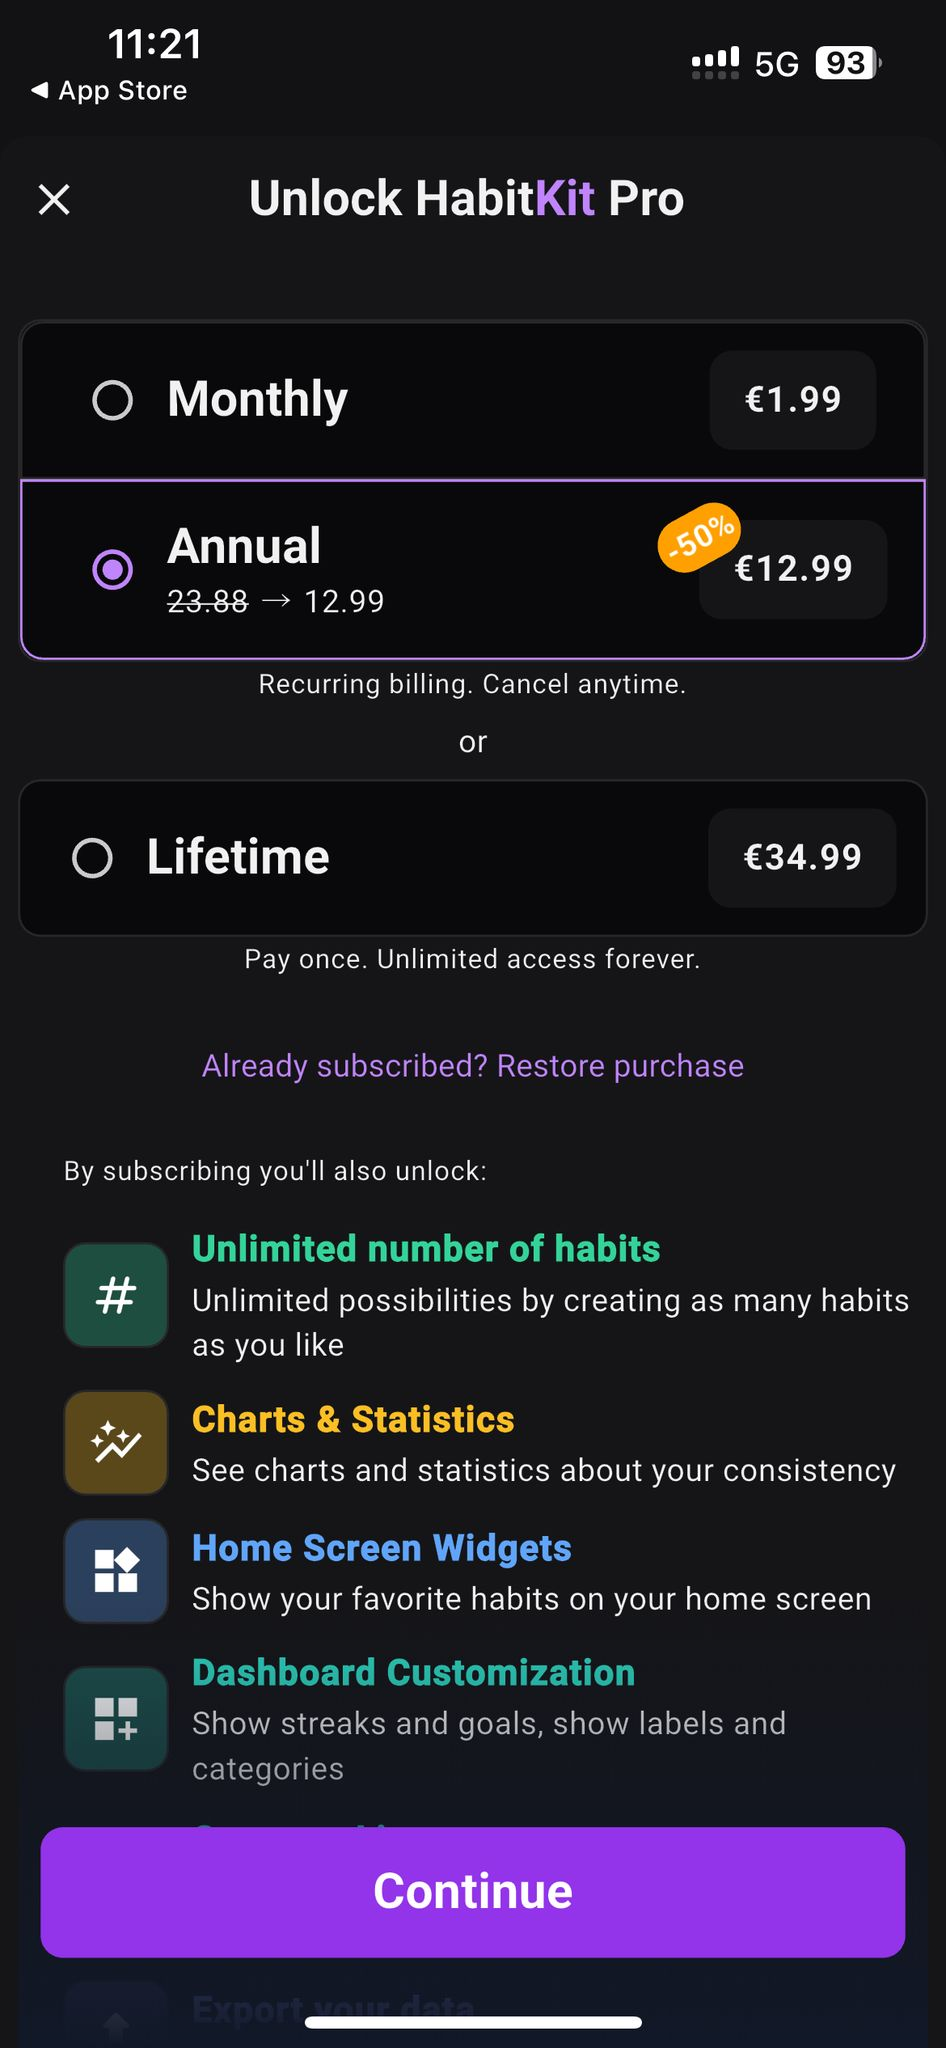 11:21
5G
93
◀ App Store
Unlock HabitKit Pro
Monthly
€1.99
Annual
-50%
€12.99
23.88 → 12.99
Recurring billing. Cancel anytime.
or
Lifetime
€34.99
Pay once. Unlimited access forever.
Already subscribed? Restore purchase
By subscribing you'll also unlock:
#
Unlimited number of habits
Unlimited possibilities by creating as many habits
as you like
Charts & Statistics
See charts and statistics about your consistency
Home Screen Widgets
Show your favorite habits on your home screen
Dashboard Customization
Show streaks and goals, show labels and
categories
Continue
Export your data